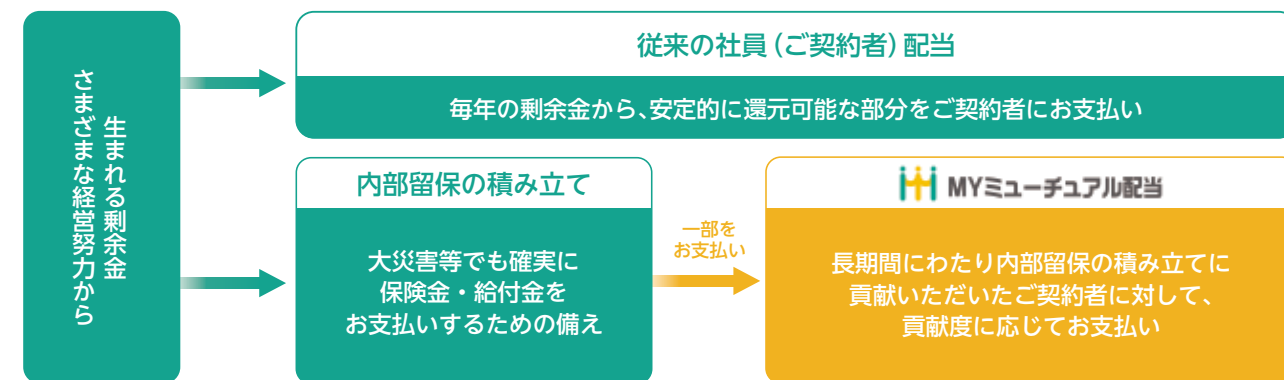 さまざまな経営努力から
生まれる剰余金
従来の社員（ご契約者）配当
毎年の剰余金から、安定的に還元可能な部分をご契約者にお支払い
内部留保の積み立て
大災害等でも確実に
保険金・給付金を
お支払いするための備え
一部を
お支払い
MYミューチュアル配当
長期間にわたり内部留保の積み立てに
貢献いただいたご契約者に対して、
貢献度に応じてお支払い